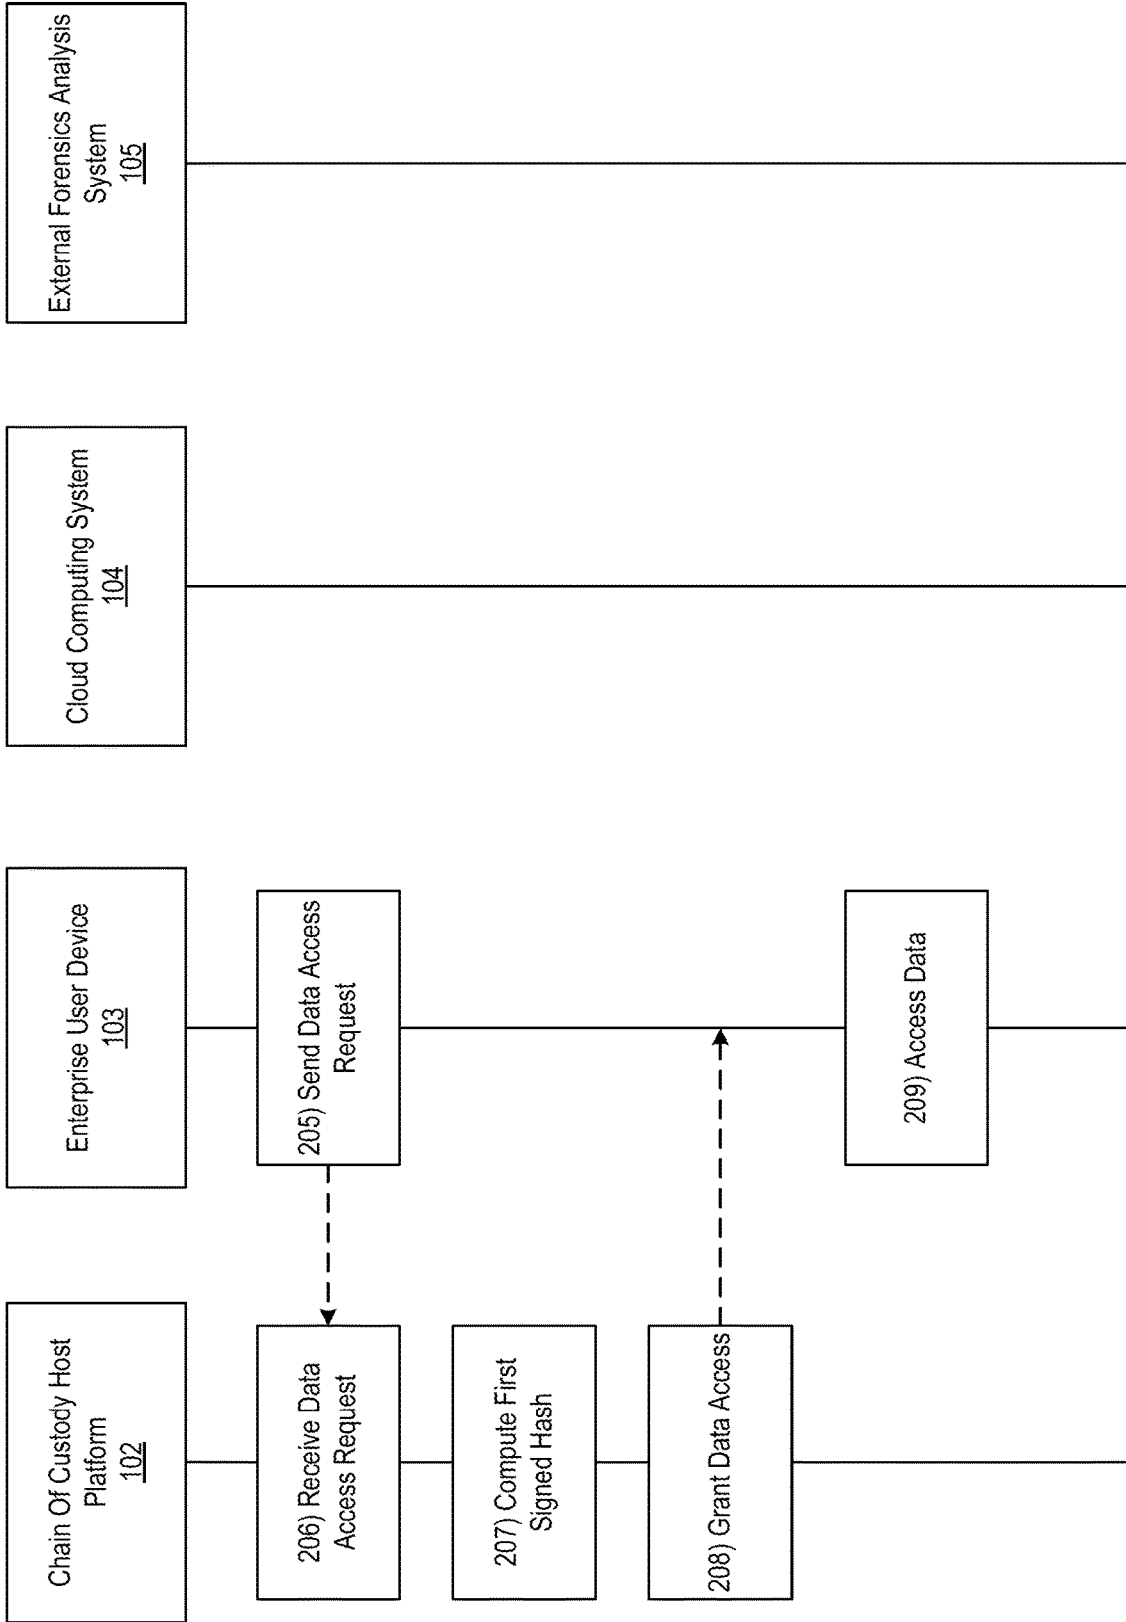 Chain Of Custody Host
Platform
102
Enterprise User Device
103
Cloud Computing System
104
External Forensics Analysis
System
105
205) Send Data Access
Request
206) Receive Data
Access Request
207) Compute First
Signed Hash
208) Grant Data Access
209) Access Data